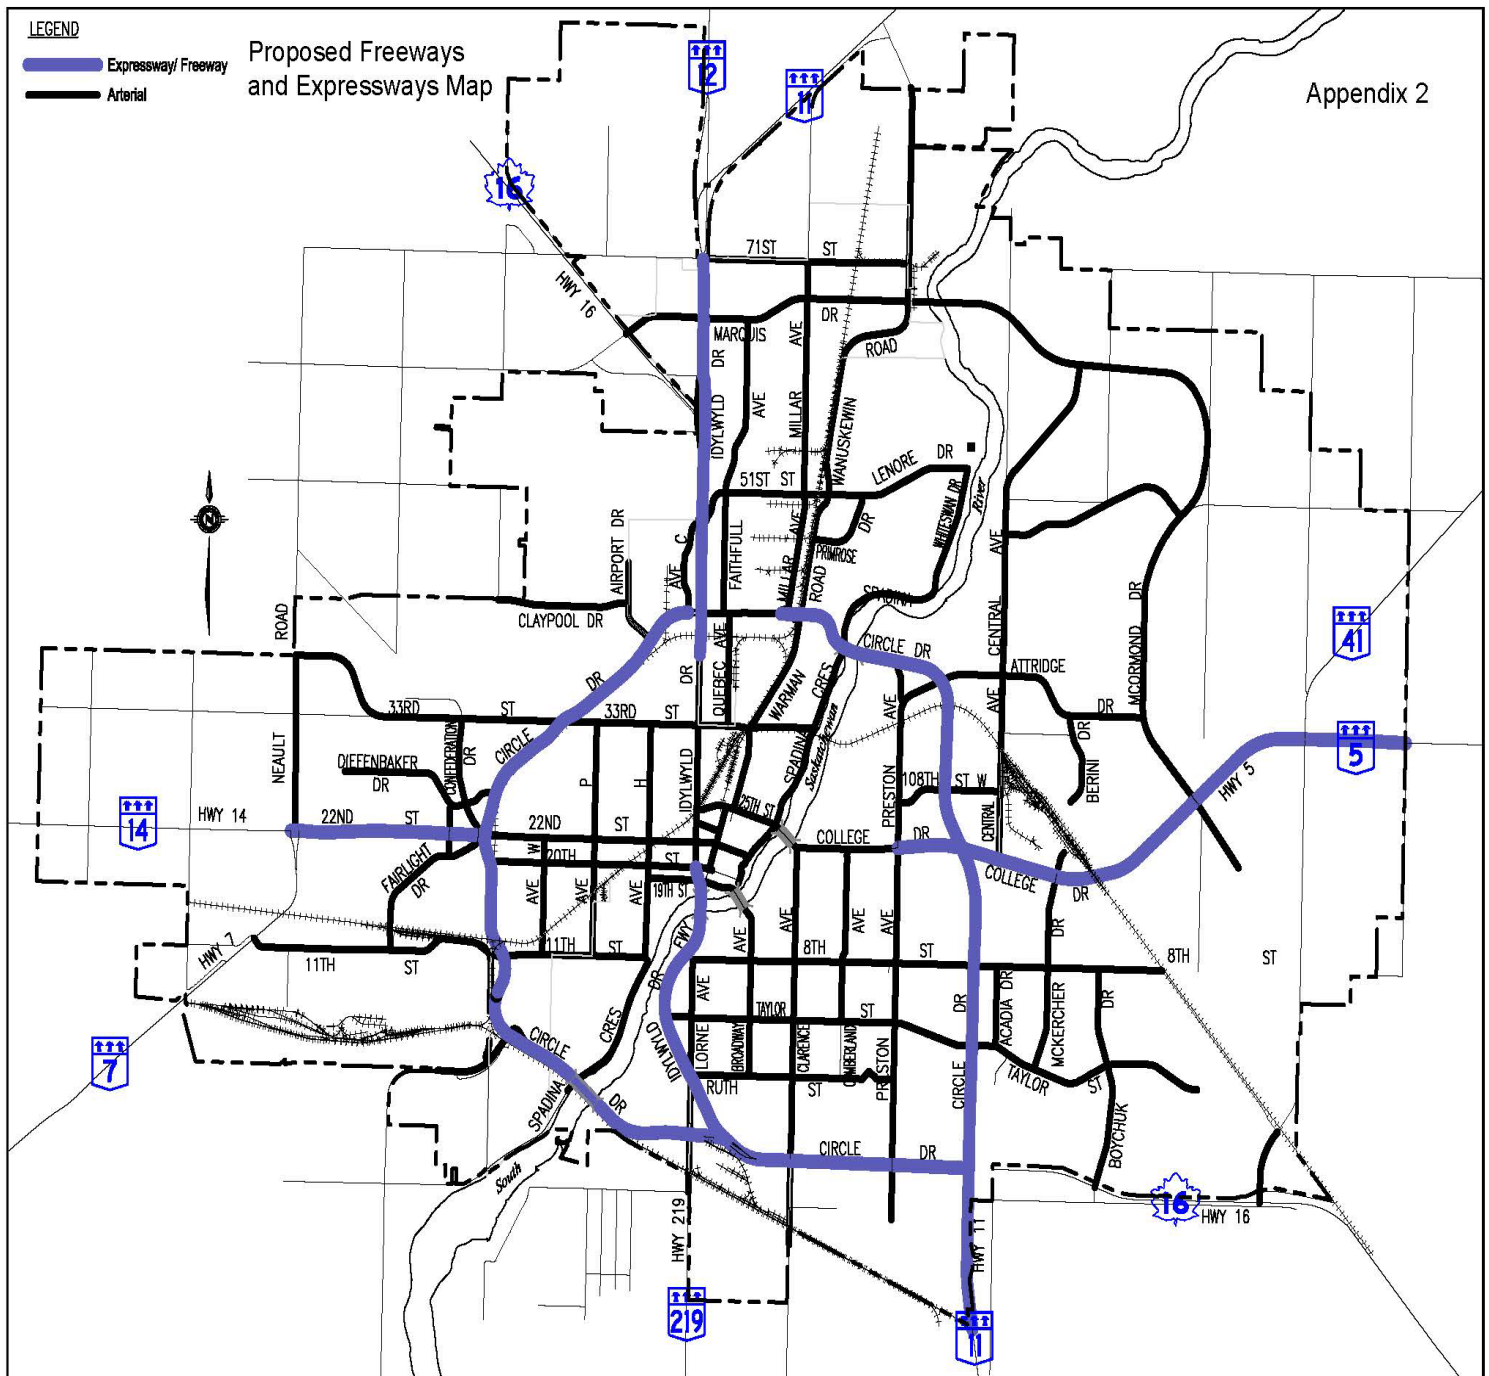 LEGEND
Expressway/ Freeway
Arterial
Proposed Freeways
and Expressways Map
Appendix 2
12
11
16
HWY 16
71ST ST
MARQUIS DR
IDYLWYLD DR
AVE
MILLAR AVE
WANUSKEWIN ROAD
51ST ST
LENORE DR
WHITESWAN DR
River
PRIMROSE DR
AIRPORT DR
AVE C
FAITHFULL
MILLAR AVE
ROAD
SPADINA
CENTRAL AVE
CLAYPOOL DR
NEAULT ROAD
CIRCLE DR
CIRCLE DR
QUEBEC AVE
WARMAN
SPADINA CRES
Saskatchewan
ATTRIDGE DR
MCORMOND DR
41
33RD ST
33RD ST
CONFEDERATION DR
DIEFENBAKER DR
P
H
IDYLWYLD DR
25TH ST
PRESTON AVE
108TH ST W
CENTRAL AVE
BERINI DR
HWY 5
5
14
HWY 14
22ND ST
22ND ST
20TH ST
19TH ST
COLLEGE DR
COLLEGE DR
FAIRLIGHT DR
W AVE
AVE
AVE
HWY 7
11TH ST
11TH ST
8TH ST
8TH ST
7
CIRCLE DR
SPADINA CRES
South
IDYLWYLD DR
FWY
LORNE AVE
BROADWAY AVE
TAYLOR ST
CLARENCE AVE
CUMBERLAND AVE
PRESTON AVE
RUTH ST
CIRCLE DR
CIRCLE DR
ACADIA DR
MCKERCHER DR
TAYLOR ST
BOYCHUK DR
16
HWY 16
HWY 219
219
HWY 11
11